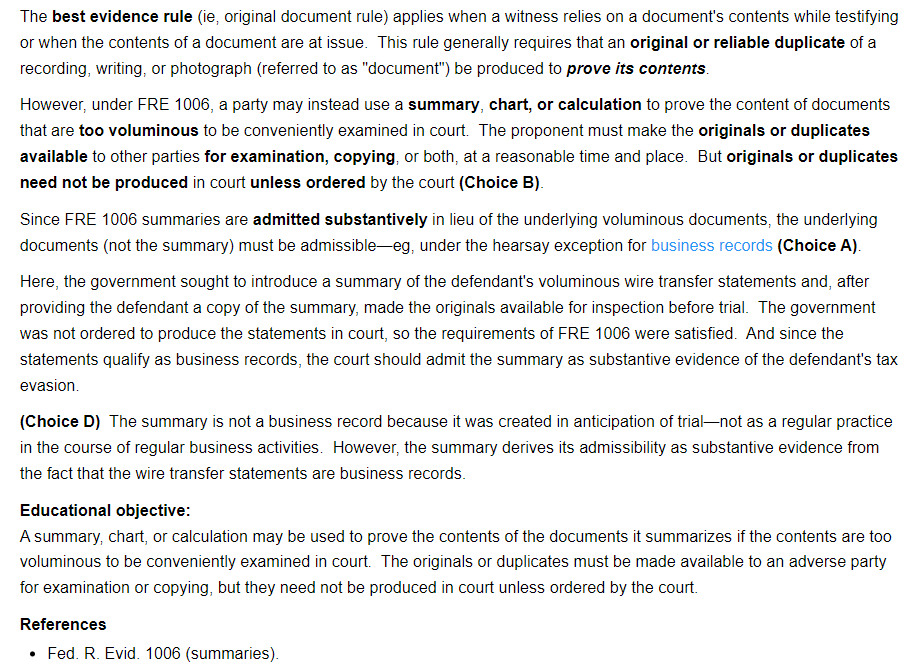 The best evidence rule (ie, original document rule) applies when a witness relies on a document's contents while testifying
or when the contents of a document are at issue.  This rule generally requires that an original or reliable duplicate of a
recording, writing, or photograph (referred to as "document") be produced to prove its contents.
However, under FRE 1006, a party may instead use a summary, chart, or calculation to prove the content of documents
that are too voluminous to be conveniently examined in court.  The proponent must make the originals or duplicates
available to other parties for examination, copying, or both, at a reasonable time and place.  But originals or duplicates
need not be produced in court unless ordered by the court (Choice B).
Since FRE 1006 summaries are admitted substantively in lieu of the underlying voluminous documents, the underlying
documents (not the summary) must be admissible—eg, under the hearsay exception for business records (Choice A).
Here, the government sought to introduce a summary of the defendant's voluminous wire transfer statements and, after
providing the defendant a copy of the summary, made the originals available for inspection before trial.  The government
was not ordered to produce the statements in court, so the requirements of FRE 1006 were satisfied.  And since the
statements qualify as business records, the court should admit the summary as substantive evidence of the defendant's tax
evasion.
(Choice D)  The summary is not a business record because it was created in anticipation of trial—not as a regular practice
in the course of regular business activities.  However, the summary derives its admissibility as substantive evidence from
the fact that the wire transfer statements are business records.
Educational objective:
A summary, chart, or calculation may be used to prove the contents of the documents it summarizes if the contents are too
voluminous to be conveniently examined in court.  The originals or duplicates must be made available to an adverse party
for examination or copying, but they need not be produced in court unless ordered by the court.
References
• Fed. R. Evid. 1006 (summaries).